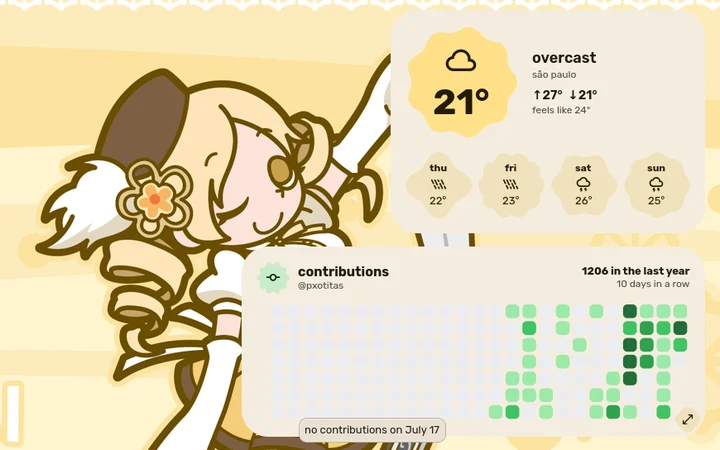 overcast
são paulo
21°
↑27° ↓21°
feels like 24°
thu fri sat sun
22° 23° 26° 25°
contributions
@pxotitas
1206 in the last year
10 days in a row
no contributions on July 17